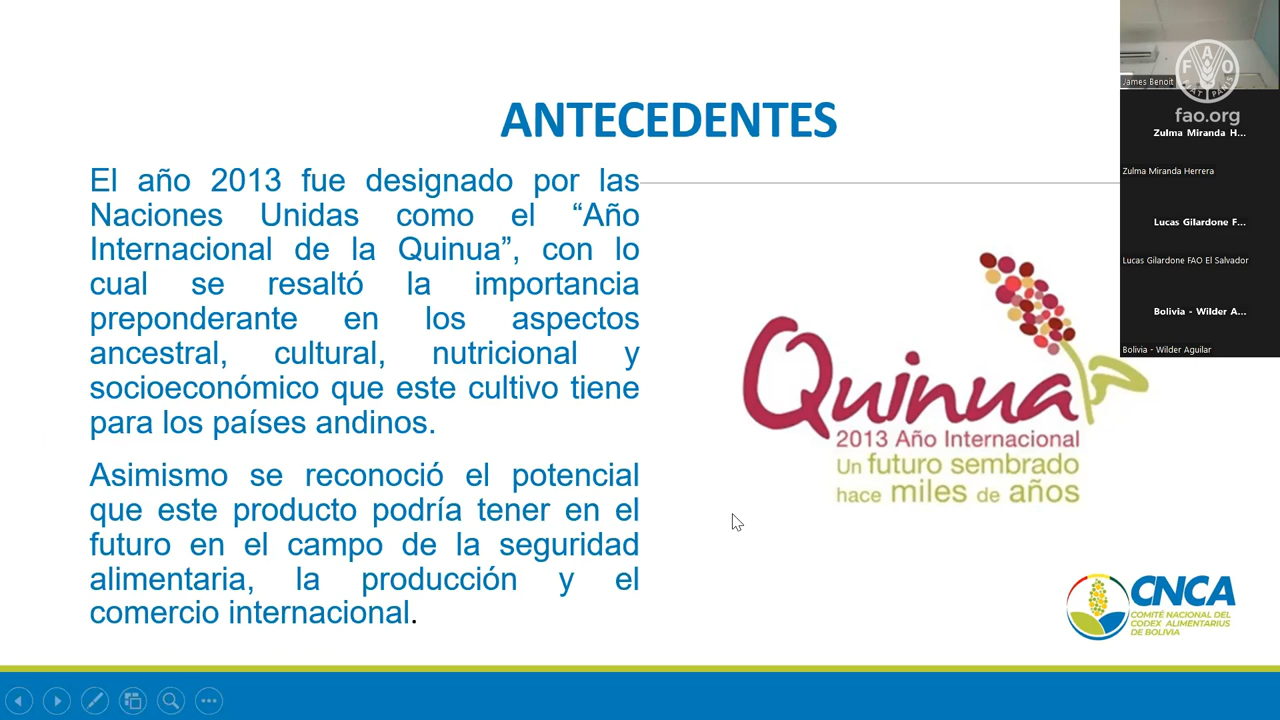 ANTECEDENTES
El año 2013 fue designado por las
Naciones Unidas como el “Año
Internacional de la Quinua”, con lo
cual se resaltó la importancia
preponderante en los aspectos
ancestral, cultural, nutricional y
socioeconómico que este cultivo tiene
para los países andinos.
Asimismo se reconoció el potencial
que este producto podría tener en el
futuro en el campo de la seguridad
alimentaria, la producción y el
comercio internacional.
Quinua
2013 Año Internacional
Un futuro sembrado
hace miles de años
CNCA
COMITÉ NACIONAL DEL
CODEX ALIMENTARIUS
DE BOLIVIA
James Benoit
FAO
FIAT PANIS
fao.org
Zulma Miranda H...
Zulma Miranda Herrera
Lucas Gilardone F...
Lucas Gilardone FAO El Salvador
Bolivia - Wilder A...
Bolivia - Wilder Aguilar